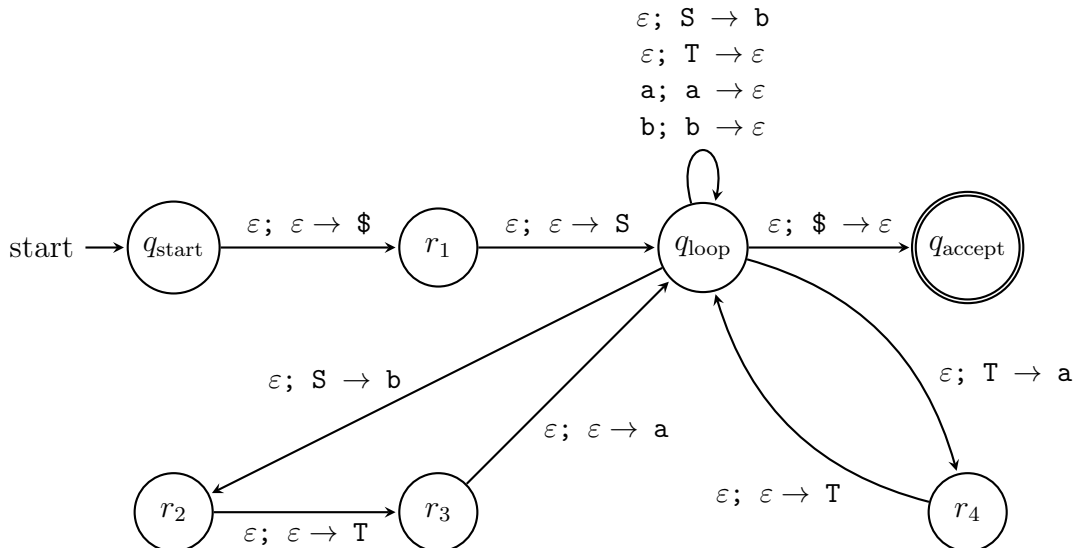 ε; S → b
ε; T → ε
a; a → ε
b; b → ε
start
q_start
ε; ε → $
r_1
ε; ε → S
q_loop
ε; $ → ε
q_accept
ε; S → b
ε; T → a
ε; ε → a
ε; ε → T
r_2
ε; ε → T
r_3
r_4